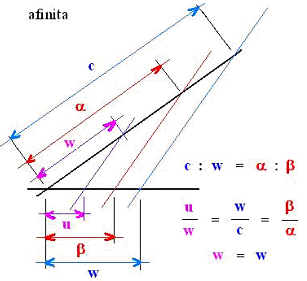 afinita
c
α
w
u
β
w
c : w = α : β
u/w = w/c = β/α
w = w